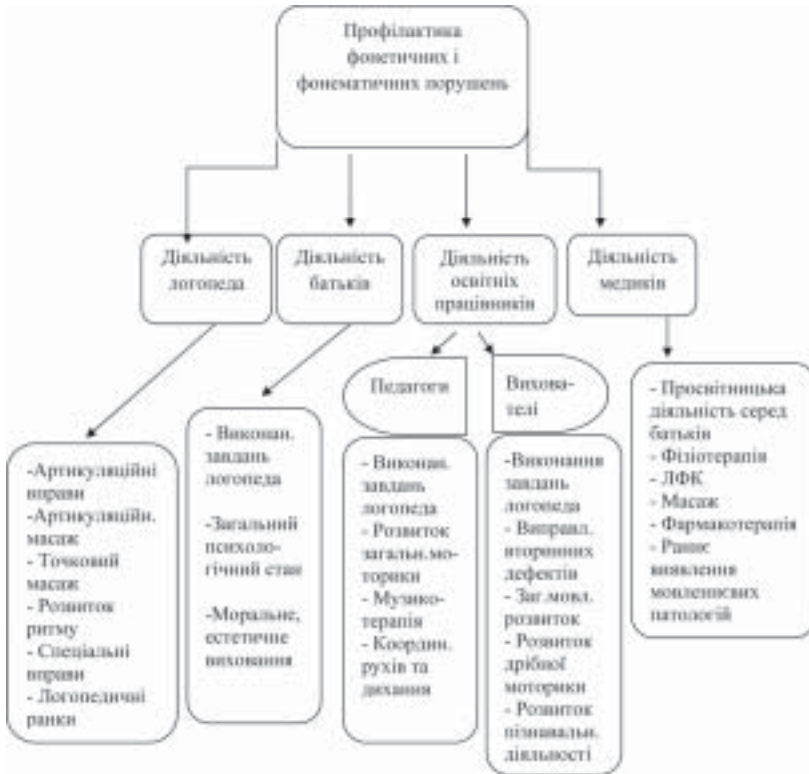 Профілактика
фонетичних і
фонематичних порушень
Діяльність
логопеда
Діяльність
батьків
Діяльність
освітніх
працівників
Діяльність
медиків
Педагоги
Вихова-
телі
-Артикуляційні
вправи
-Артикуляційн.
масаж
- Точковий
масаж
- Розвиток
ритму
- Спеціальні
вправи
- Логопедичні
ранки
- Виконан.
завдань
логопеда
-Загальний
психоло-
гічний стан
-Моральне,
естетичне
виховання
- Виконан.
завдань
логопеда
- Розвиток
загальн.мо-
торики
- Музико-
терапія
- Координ.
рухів та
дихання
-Виконання
завдань
логопеда
- Виправл.
вторинних
дефектів
- Заг.мовл.
розвиток
- Розвиток
дрібної
моторики
- Розвиток
пізнавальн.
діяльності
- Просвітницька
діяльність серед
батьків
- Фізіотерапія
- ЛФК
- Масаж
- Фармакотерапія
- Раннє
виявлення
мовленнєвих
патологій